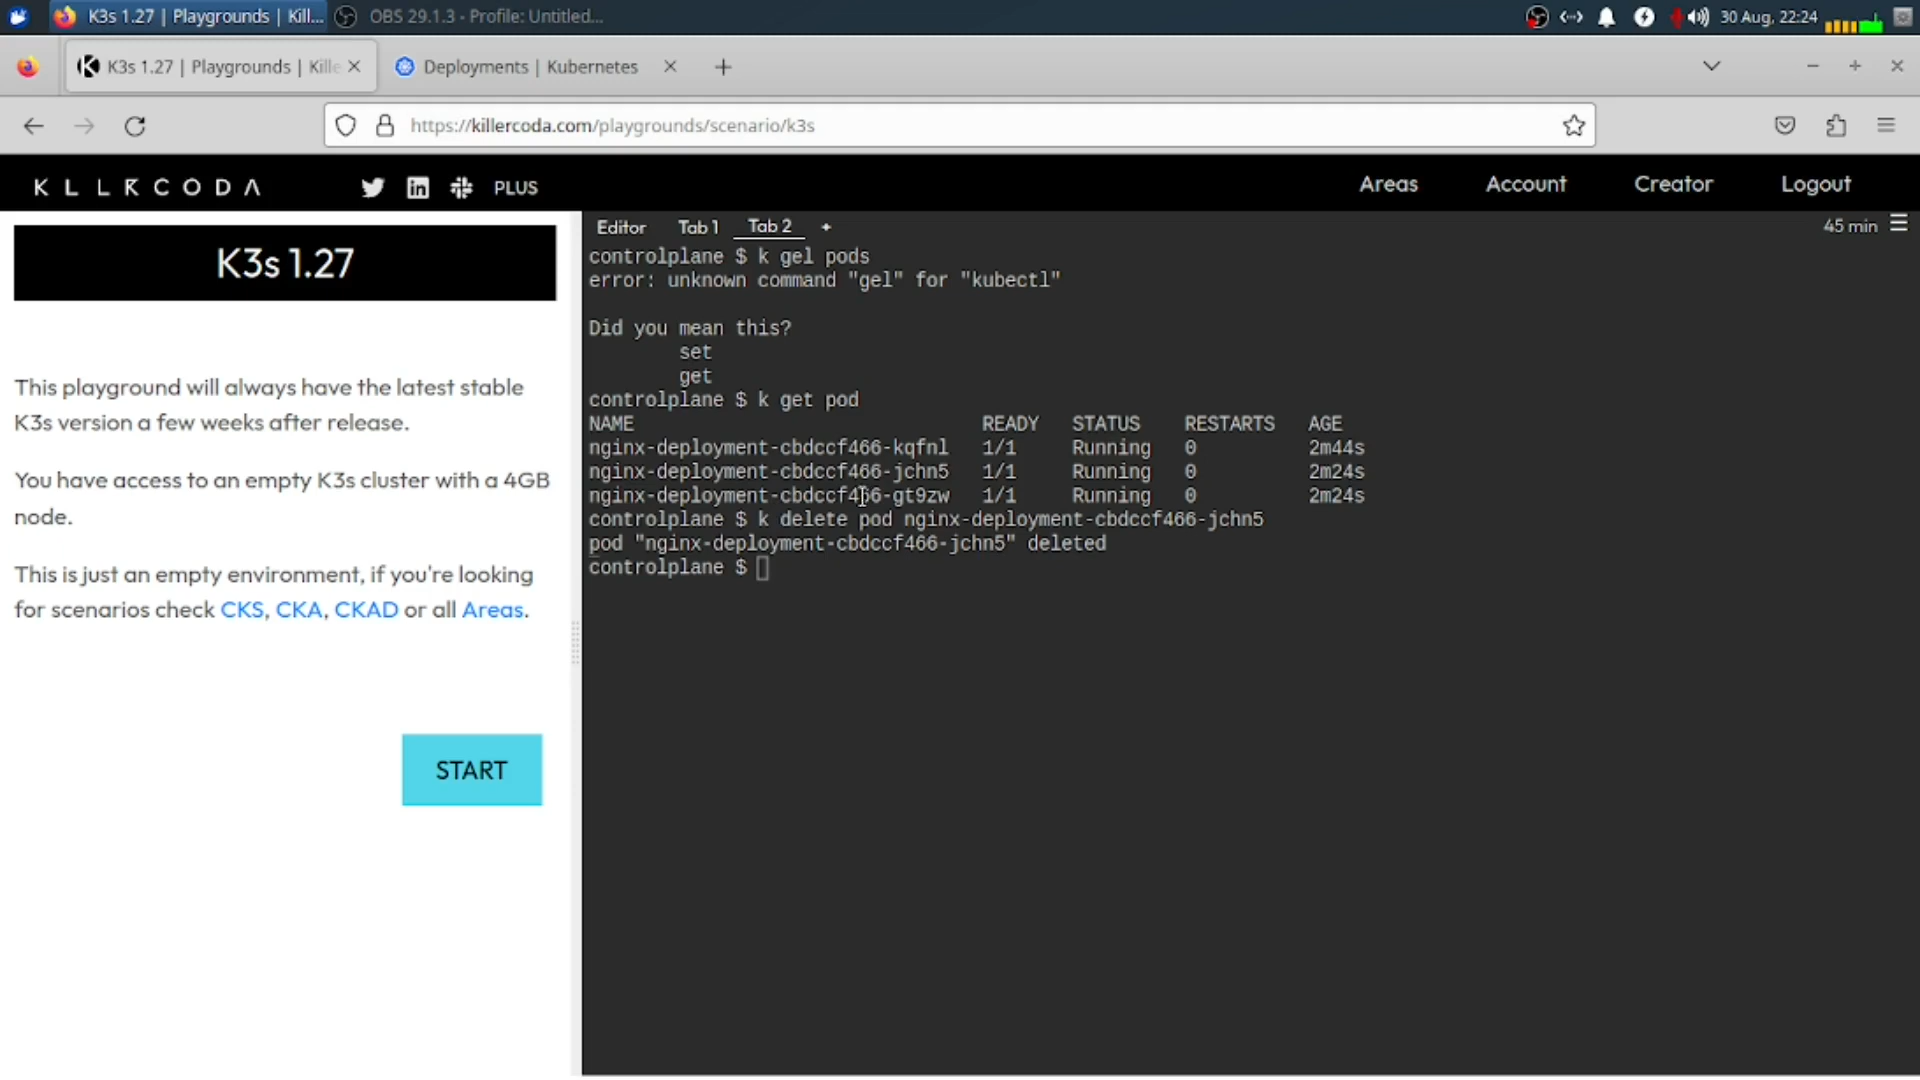 K3s 1.27 | Playgrounds | Kill...
OBS 29.1.3 - Profile: Untitled...
30 Aug, 22:24
K3s 1.27 | Playgrounds | Kille
Deployments | Kubernetes
https://killercoda.com/playgrounds/scenario/k3s
KLLRCODA
PLUS
Areas
Account
Creator
Logout
K3s 1.27
This playground will always have the latest stable
K3s version a few weeks after release.
You have access to an empty K3s cluster with a 4GB
node.
This is just an empty environment, if you're looking
for scenarios check CKS, CKA, CKAD or all Areas.
START
Editor
Tab 1
Tab 2
+
45 min
controlplane $ k gel pods
error: unknown command "gel" for "kubectl"
Did you mean this?
set
get
controlplane $ k get pod
NAME READY STATUS RESTARTS AGE
nginx-deployment-cbdccf466-kqfnl 1/1 Running 0 2m44s
nginx-deployment-cbdccf466-jchn5 1/1 Running 0 2m24s
nginx-deployment-cbdccf466-gt9zw 1/1 Running 0 2m24s
controlplane $ k delete pod nginx-deployment-cbdccf466-jchn5
pod "nginx-deployment-cbdccf466-jchn5" deleted
controlplane $